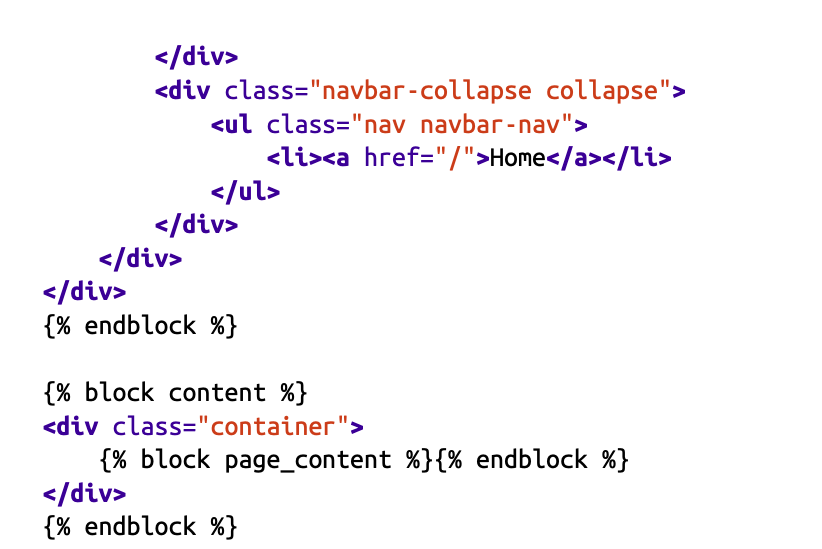 </div>
        <div class="navbar-collapse collapse">
            <ul class="nav navbar-nav">
                <li><a href="/">Home</a></li>
            </ul>
        </div>
    </div>
</div>
{% endblock %}

{% block content %}
<div class="container">
    {% block page_content %}{% endblock %}
</div>
{% endblock %}